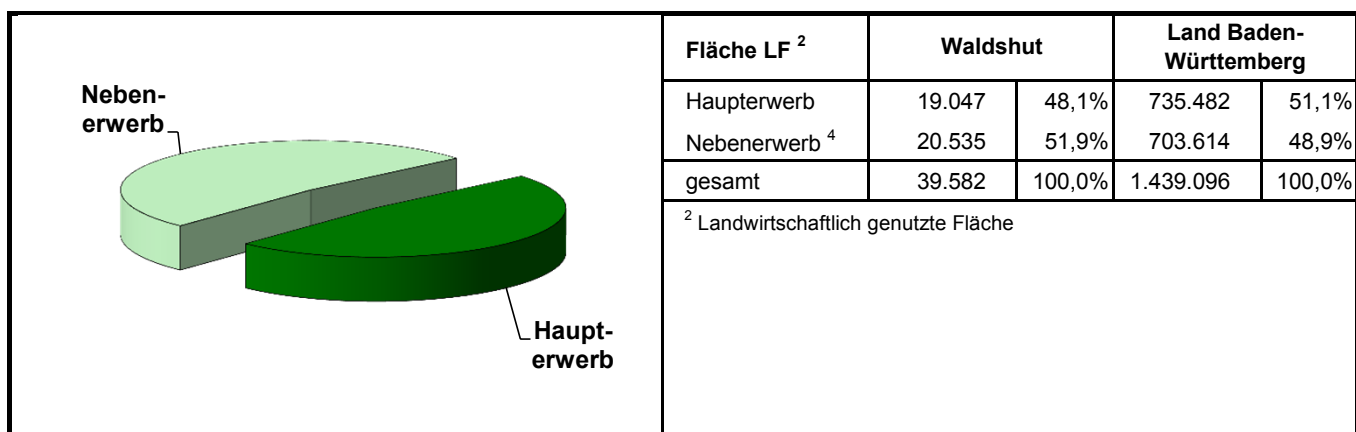 Neben-
erwerb
Haupt-
erwerb
Fläche LF ² Waldshut Land Baden-
Württemberg
Haupterwerb 19.047 48,1% 735.482 51,1%
Nebenerwerb ⁴ 20.535 51,9% 703.614 48,9%
gesamt 39.582 100,0% 1.439.096 100,0%
² Landwirtschaftlich genutzte Fläche